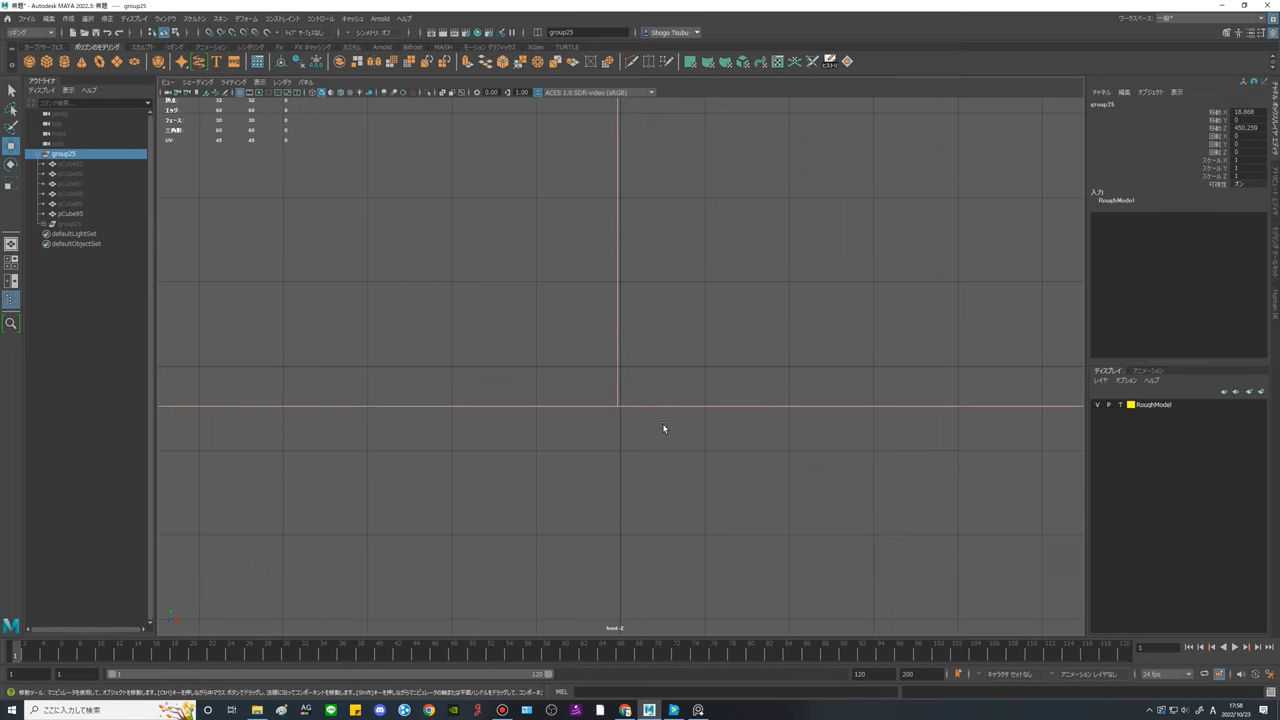 無題* - Autodesk MAYA 2022.3: 無題 --- group25
ファイル 編集 作成 選択 修正 ディスプレイ ウィンドウ スケルトン スキン デフォーム コンストレイント コントロール キャッシュ Arnold ヘルプ
ワークスペース: 一般*
リギング
シンメトリ: オフ
group25
Shogo Tsubu
カーブ/サーフェス ポリゴンのモデリング スカルプト リギング アニメーション レンダリング Fx FX キャッシュ カスタム Arnold Bifrost MASH モーション グラフィックス XGen TURTLE
アウトライナ
ディスプレイ 表示 ヘルプ
persp
top
front
side
group25
pCube95
defaultLightSet
defaultObjectSet
ビュー シェーディング ライティング 表示 レンダラ パネル
0.00 1.00 ACES 1.0 SDR-video (sRGB)
頂点: 32 32 0
エッジ: 60 60 0
フェース: 30 30 0
三角形: 60 60 0
UV: 45 45 0
front -Z
チャネル 編集 オブジェクト 表示
group25
移動 X 18.868
移動 Y 0
移動 Z 450.259
回転 X 0
回転 Y 0
回転 Z 0
スケール X 1
スケール Y 1
スケール Z 1
可視性 オン
入力
RoughModel
ディスプレイ アニメーション
レイヤ オプション ヘルプ
V P T RoughModel
1 1 1 120 120 200 キャラクタ セットなし アニメーション レイヤなし 24 fps
MEL
ここに入力して検索
17:58
2022/10/23